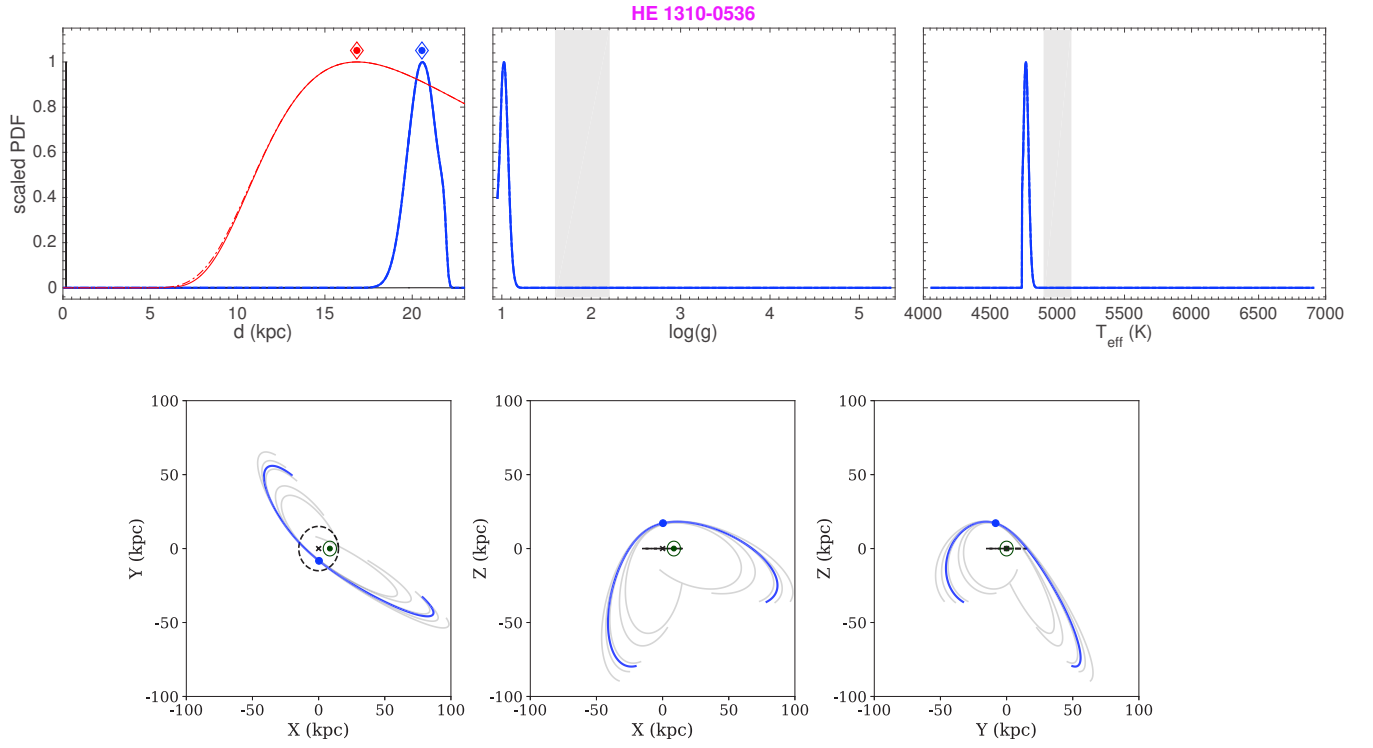 HE 1310-0536
scaled PDF
1
0.8
0.6
0.4
0.2
0
0 5 10 15 20
d (kpc)
1 2 3 4 5
log(g)
4000 4500 5000 5500 6000 6500 7000
T_eff (K)
Y (kpc)
100
50
0
-50
-100
-100 -50 0 50 100
X (kpc)
Z (kpc)
100
50
0
-50
-100
-100 -50 0 50 100
X (kpc)
Z (kpc)
100
50
0
-50
-100
-100 -50 0 50 100
Y (kpc)